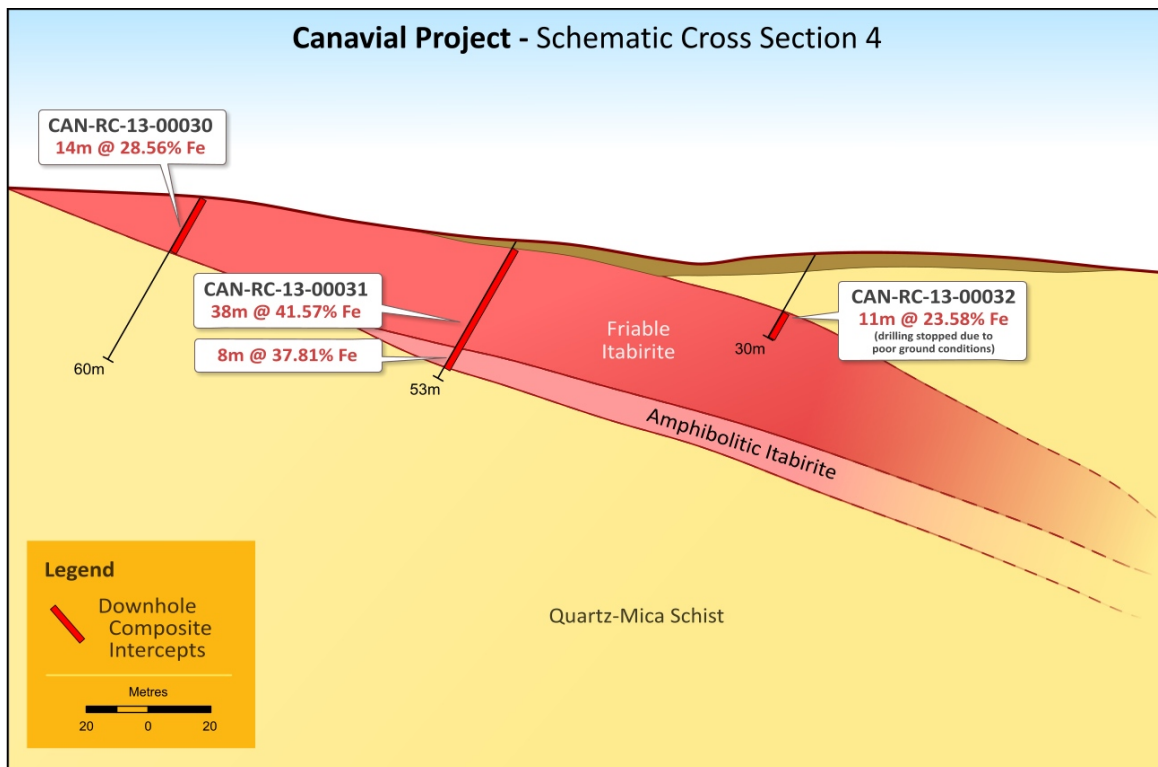 Canavial Project - Schematic Cross Section 4
CAN-RC-13-00030
14m @ 28.56% Fe
CAN-RC-13-00031
38m @ 41.57% Fe
8m @ 37.81% Fe
CAN-RC-13-00032
11m @ 23.58% Fe
(drilling stopped due to
poor ground conditions)
60m
53m
30m
Friable
Itabirite
Amphibolitic Itabirite
Quartz-Mica Schist
Legend
Downhole
Composite
Intercepts
Metres
20 0 20